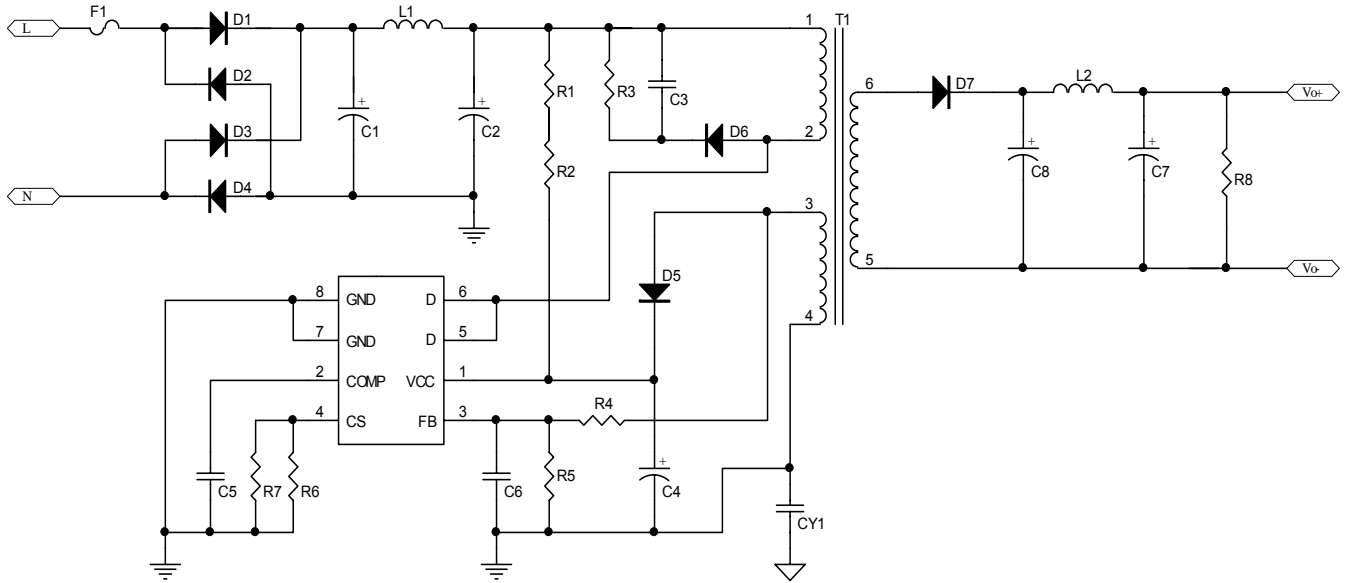 F1
L
D1
L1
1
T1
D2
R1
R3
C3
6
D7
L2
Vo+
+
C1
+
C2
D3
D6
2
+
C8
+
C7
R8
N
D4
R2
3
5
Vo-
D5
8
GND
D
6
4
7
GND
D
5
2
COMP
VCC
1
R4
4
CS
FB
3
C5
R7
R6
C6
R5
+
C4
CY1